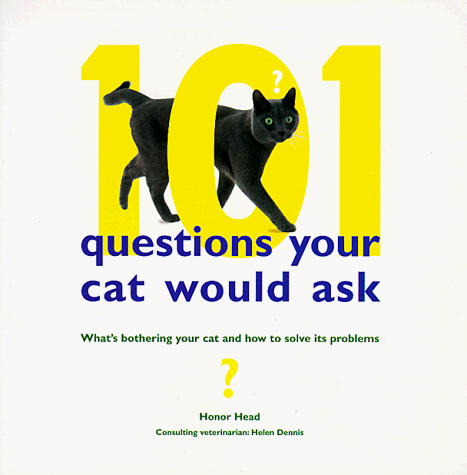 101
?
questions your
cat would ask
What's bothering your cat and how to solve its problems
?
Honor Head
Consulting veterinarian: Helen Dennis